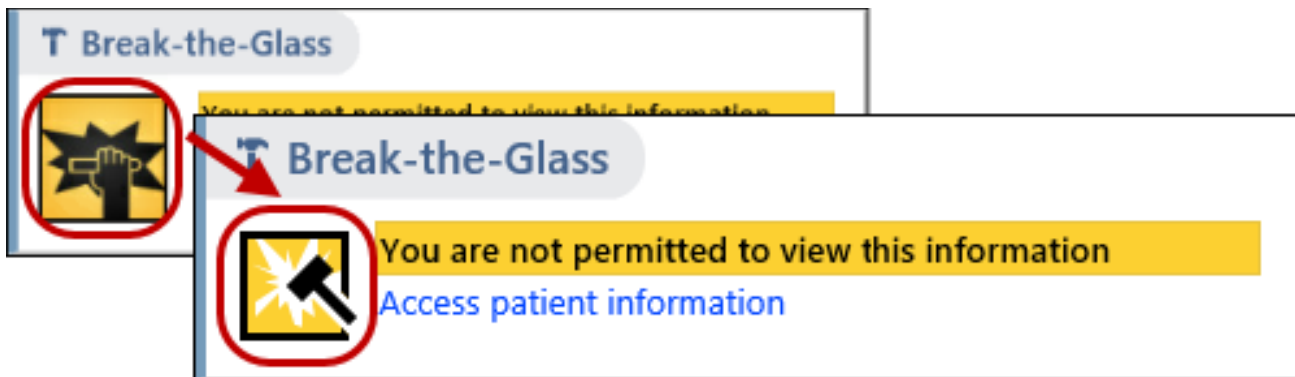 Break-the-Glass
You are not permitted to view this information
Break-the-Glass
You are not permitted to view this information
Access patient information